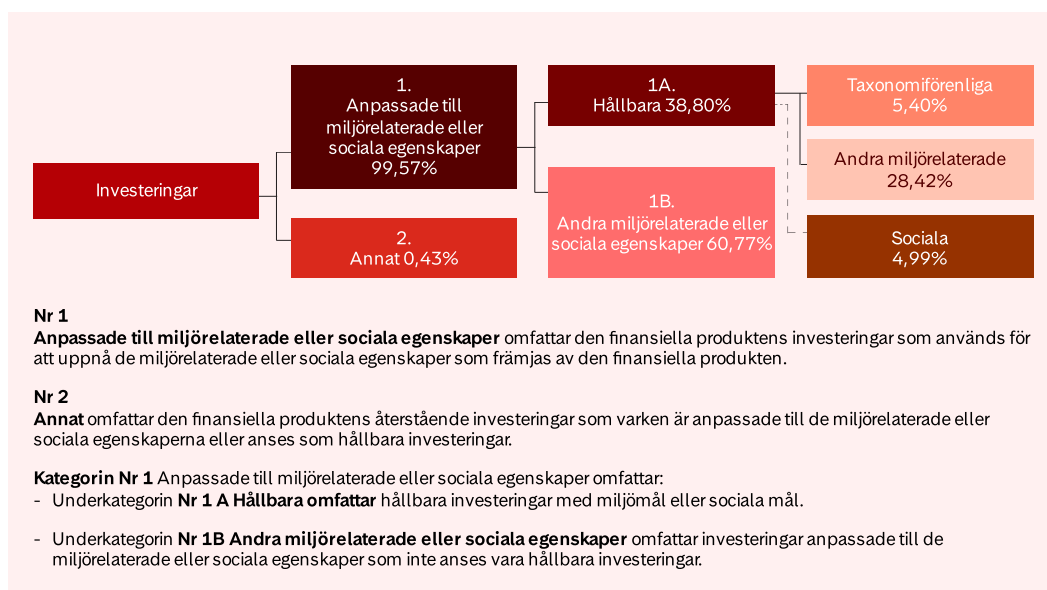 Investeringar
1.
Anpassade till
miljörelaterade eller
sociala egenskaper
99,57%
2.
Annat 0,43%
1A.
Hållbara 38,80%
1B.
Andra miljörelaterade eller
sociala egenskaper 60,77%
Taxonomiförenliga
5,40%
Andra miljörelaterade
28,42%
Sociala
4,99%
Nr 1
Anpassade till miljörelaterade eller sociala egenskaper omfattar den finansiella produktens investeringar som används för
att uppnå de miljörelaterade eller sociala egenskaper som främjas av den finansiella produkten.
Nr 2
Annat omfattar den finansiella produktens återstående investeringar som varken är anpassade till de miljörelaterade eller
sociala egenskaperna eller anses som hållbara investeringar.
Kategorin Nr 1 Anpassade till miljörelaterade eller sociala egenskaper omfattar:
- Underkategorin Nr 1 A Hållbara omfattar hållbara investeringar med miljömål eller sociala mål.
- Underkategorin Nr 1B Andra miljörelaterade eller sociala egenskaper omfattar investeringar anpassade till de
miljörelaterade eller sociala egenskaper som inte anses vara hållbara investeringar.